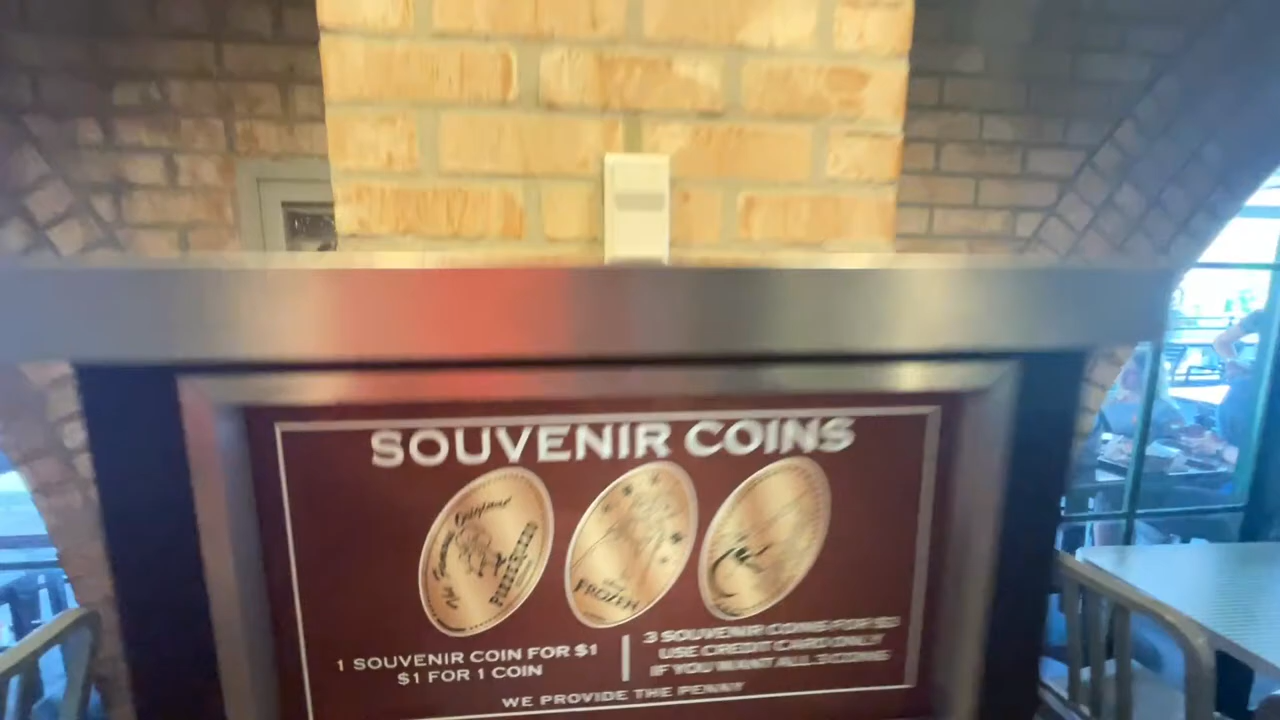 SOUVENIR COINS
FROZEN
1 SOUVENIR COIN FOR $1
$1 FOR 1 COIN
3 SOUVENIR COINS FOR $3
USE CREDIT CARD ONLY
IF YOU WANT ALL 3 COINS
WE PROVIDE THE PENNY